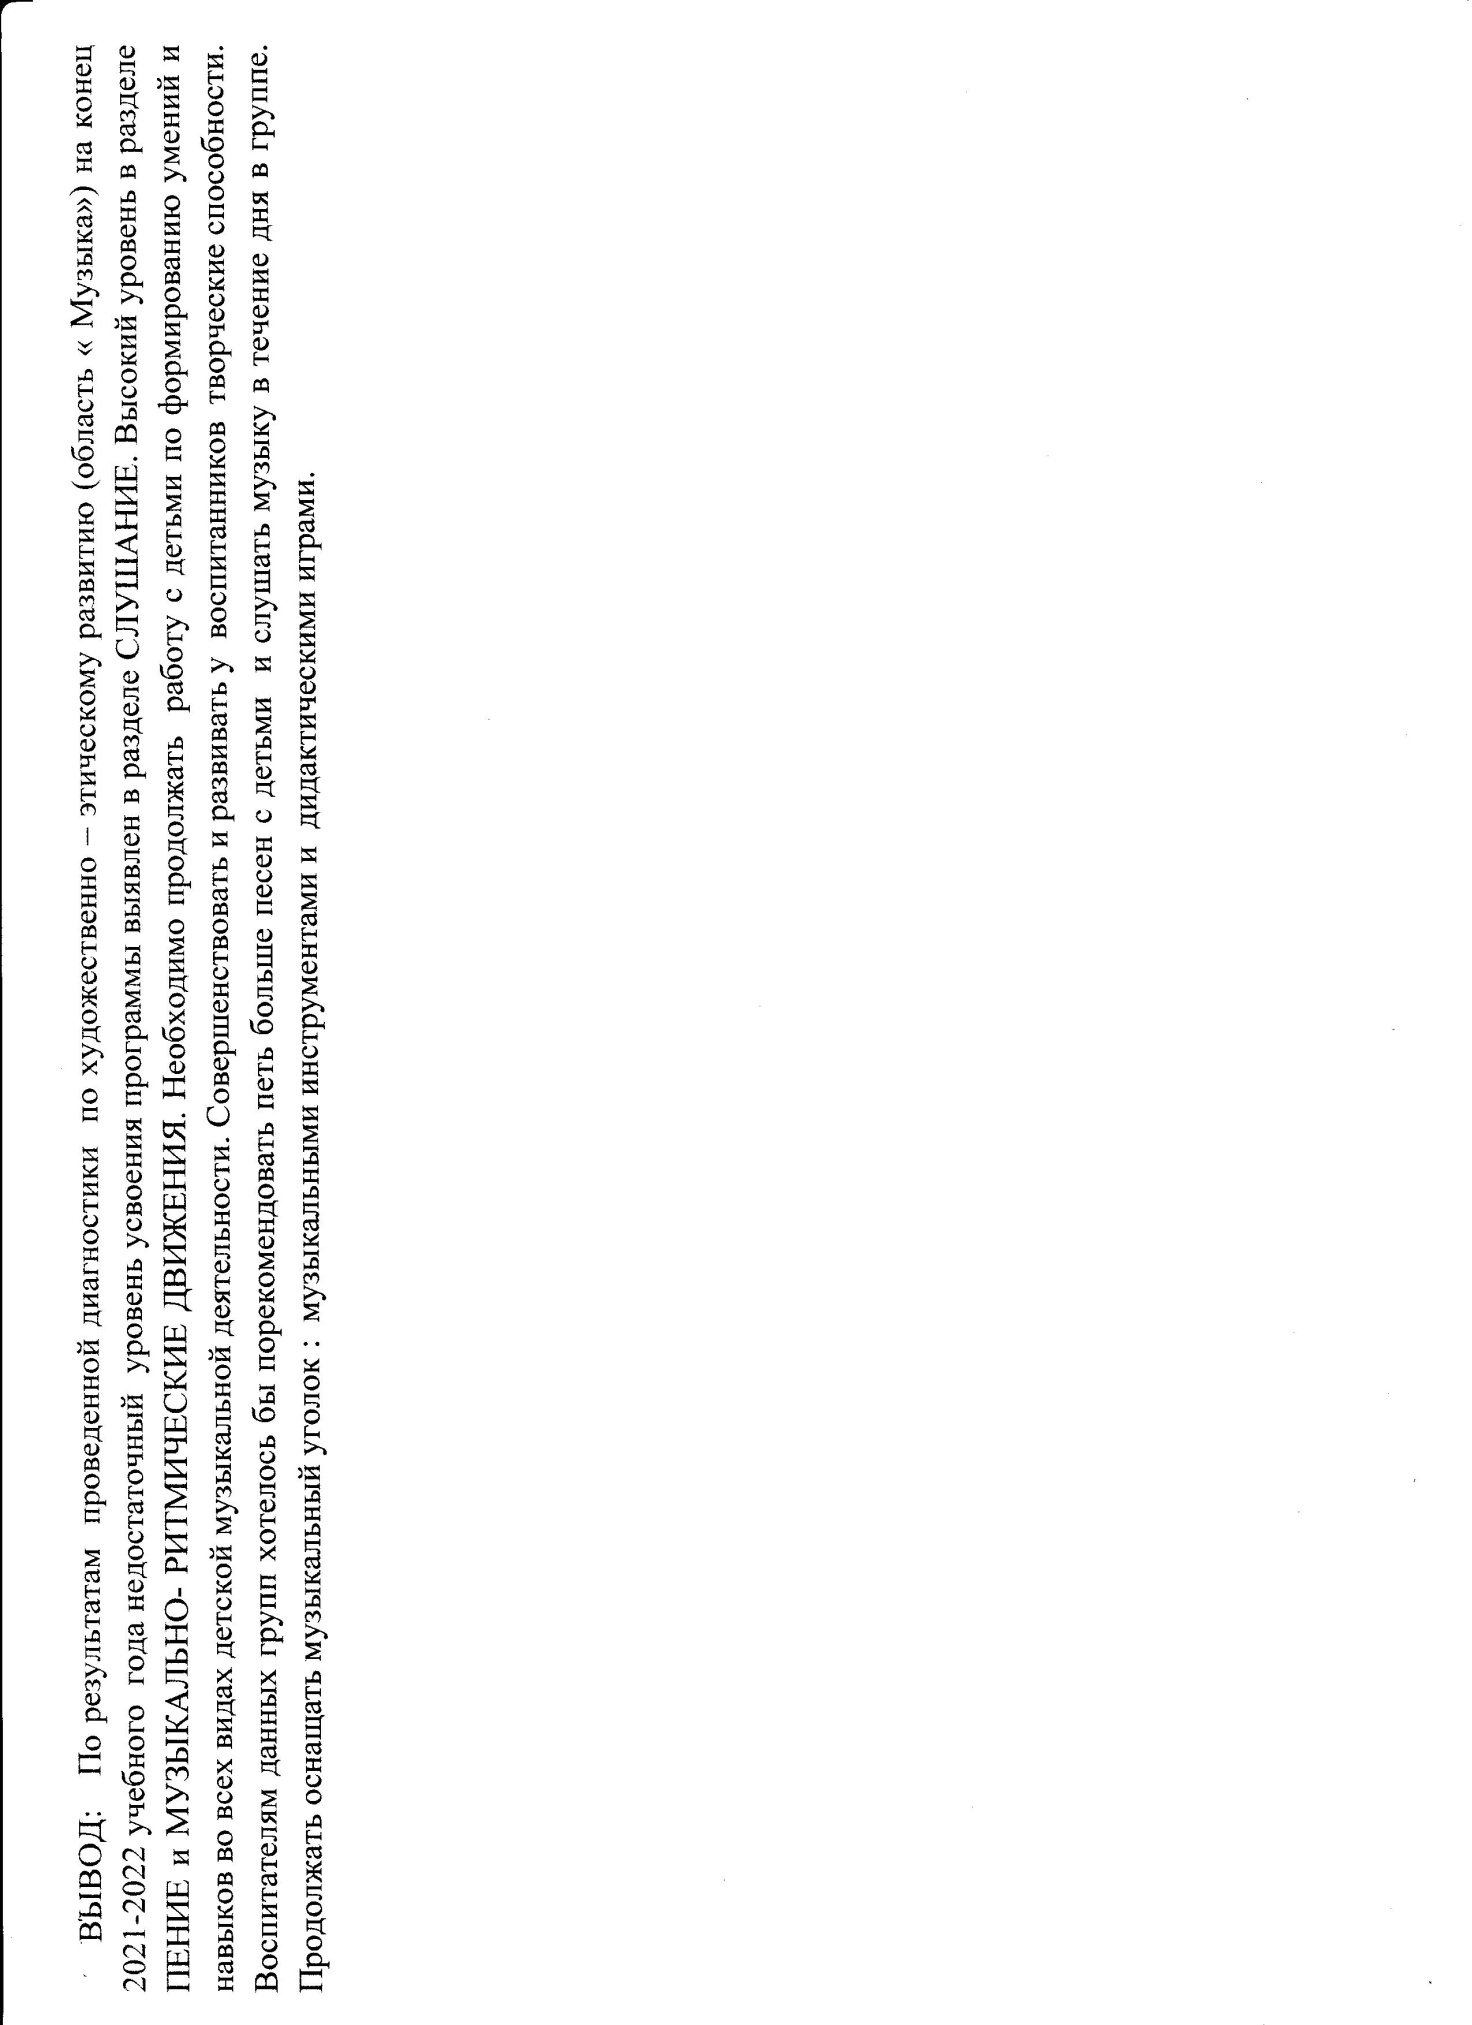 ВЫВОД: По результатам проведенной диагностики по художественно – этическому развитию (область « Музыка») на конец
2021-2022 учебного года недостаточный уровень усвоения программы выявлен в разделе СЛУШАНИЕ. Высокий уровень в разделе
ПЕНИЕ и МУЗЫКАЛЬНО- РИТМИЧЕСКИЕ ДВИЖЕНИЯ. Необходимо продолжать работу с детьми по формированию умений и
навыков во всех видах детской музыкальной деятельности. Совершенствовать и развивать у воспитанников творческие способности.
Воспитателям данных групп хотелось бы порекомендовать петь больше песен с детьми и слушать музыку в течение дня в группе.
Продолжать оснащать музыкальный уголок : музыкальными инструментами и дидактическими играми.